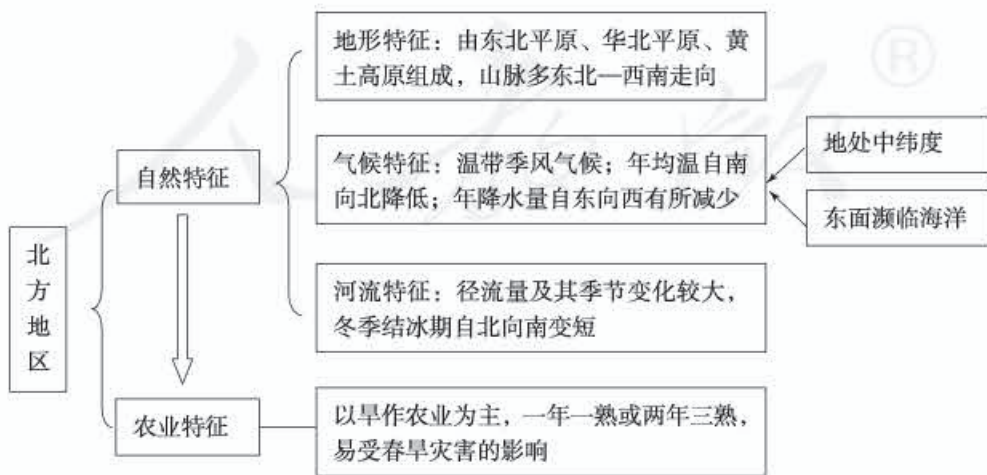 地形特征：由东北平原、华北平原、黄
土高原组成，山脉多东北—西南走向
自然特征
气候特征：温带季风气候；年均温自南
向北降低；年降水量自东向西有所减少
地处中纬度
东面濒临海洋
北方地区
河流特征：径流量及其季节变化较大，
冬季结冰期自北向南变短
农业特征
以旱作农业为主，一年一熟或两年三熟，
易受春旱灾害的影响
®